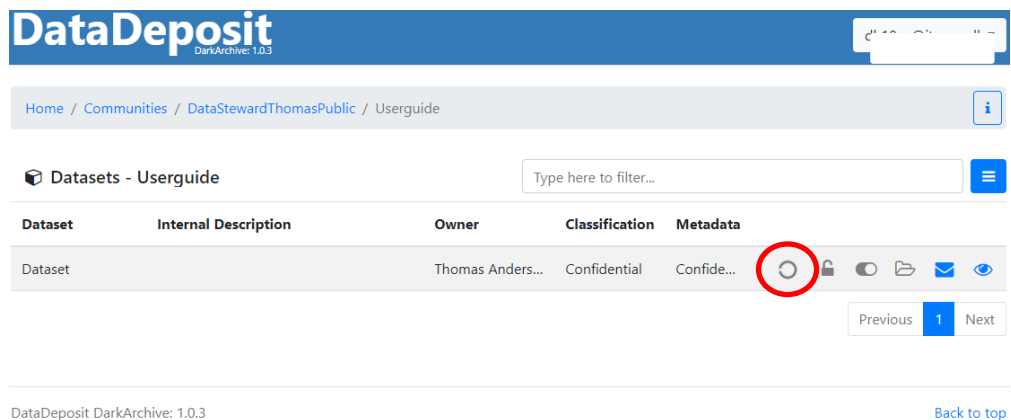 DataDeposit
DarkArchive: 1.0.3
Home / Communities / DataStewardThomasPublic / Userguide
i
Datasets - Userguide
Type here to filter...
Dataset Internal Description Owner Classification Metadata
Dataset Thomas Anders... Confidential Confide...
Previous 1 Next
DataDeposit DarkArchive: 1.0.3
Back to top